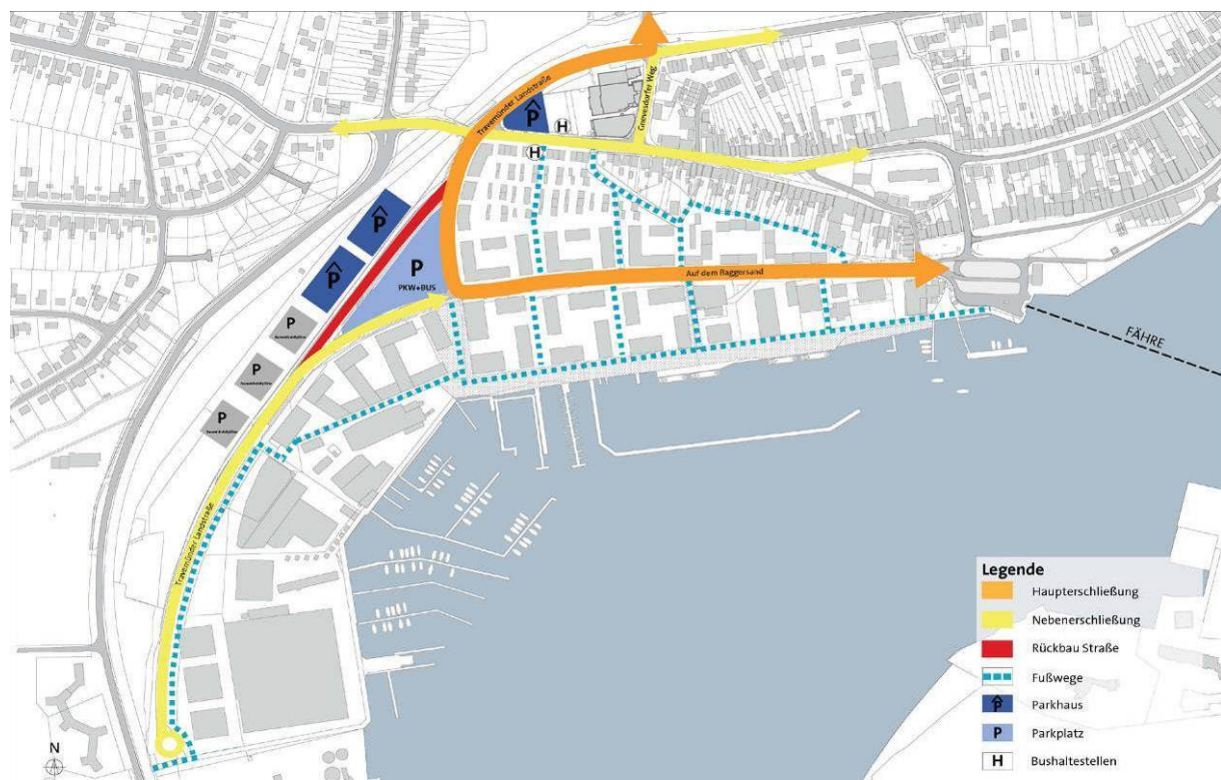 Travemünder Landstraße
Gnevesdorfer Weg
P
H
H
P
P
P
PKW+BUS
Auf dem Baggersand
P
P
P
FÄHRE
Travemünder Landstraße
N
Legende
Haupterschließung
Nebenerschließung
Rückbau Straße
Fußwege
P Parkhaus
P Parkplatz
H Bushaltestellen